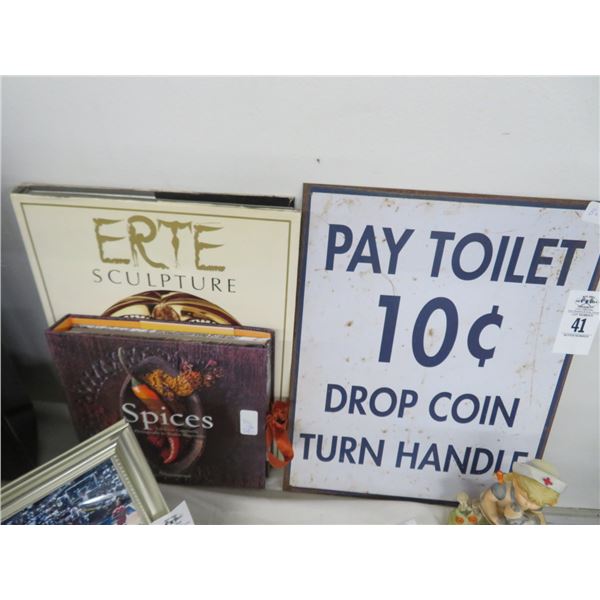 ERTE
SCULPTURE
Spices
PAY TOILET
10¢
DROP COIN
TURN HANDLE
41